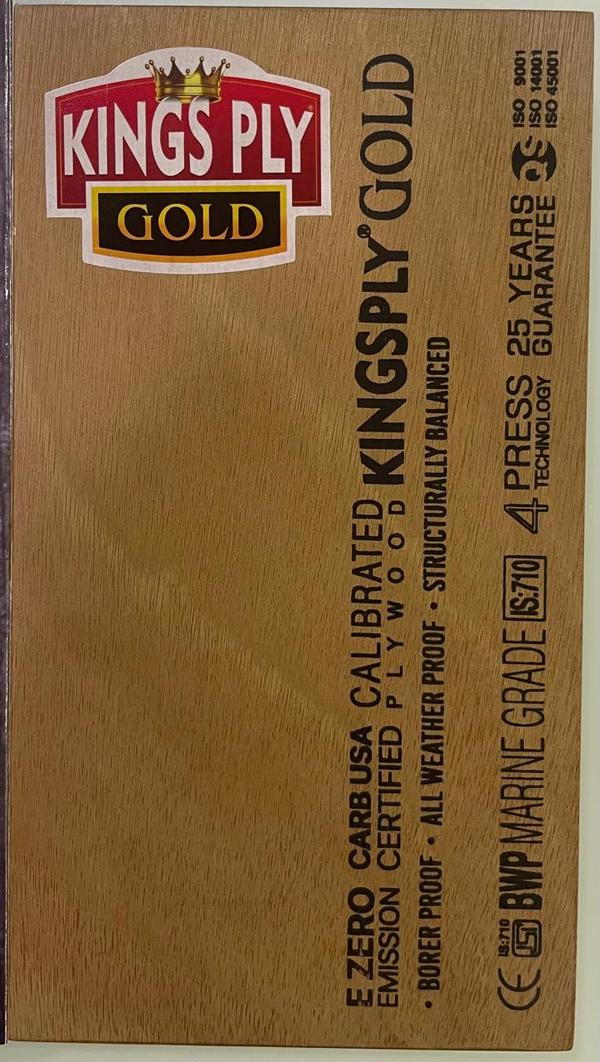 KINGS PLY
GOLD
E ZERO CARB USA CALIBRATED
EMISSION CERTIFIED PLYWOOD
KINGSPLY® GOLD
• BORER PROOF • ALL WEATHER PROOF • STRUCTURALLY BALANCED
CE
IS:710
ISI
BWP MARINE GRADE IS:710
4 PRESS
TECHNOLOGY
25 YEARS
GUARANTEE
QS
ISO 9001
ISO 14001
ISO 45001